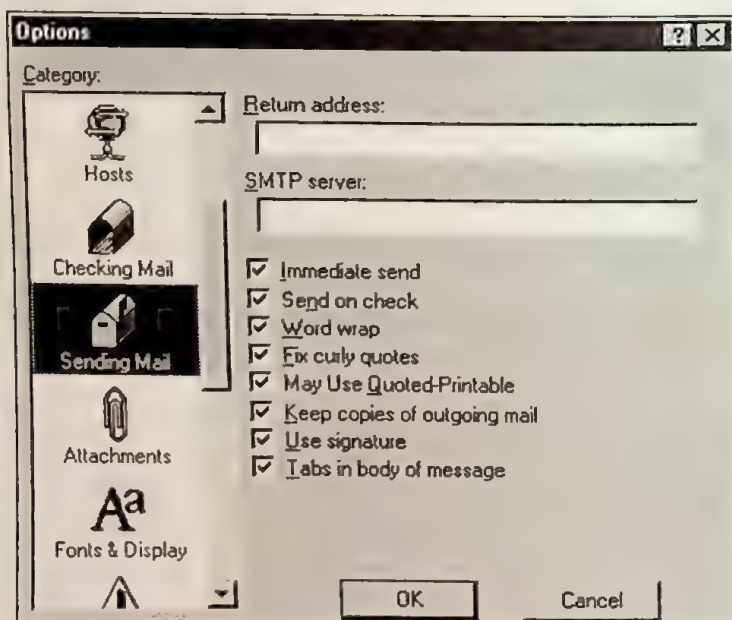 Options
Category:
Hosts
Checking Mail
Sending Mail
Attachments
Fonts & Display
Return address:
SMTP server:
Immediate send
Send on check
Word wrap
Fix curly quotes
May Use Quoted-Printable
Keep copies of outgoing mail
Use signature
Tabs in body of message
OK
Cancel